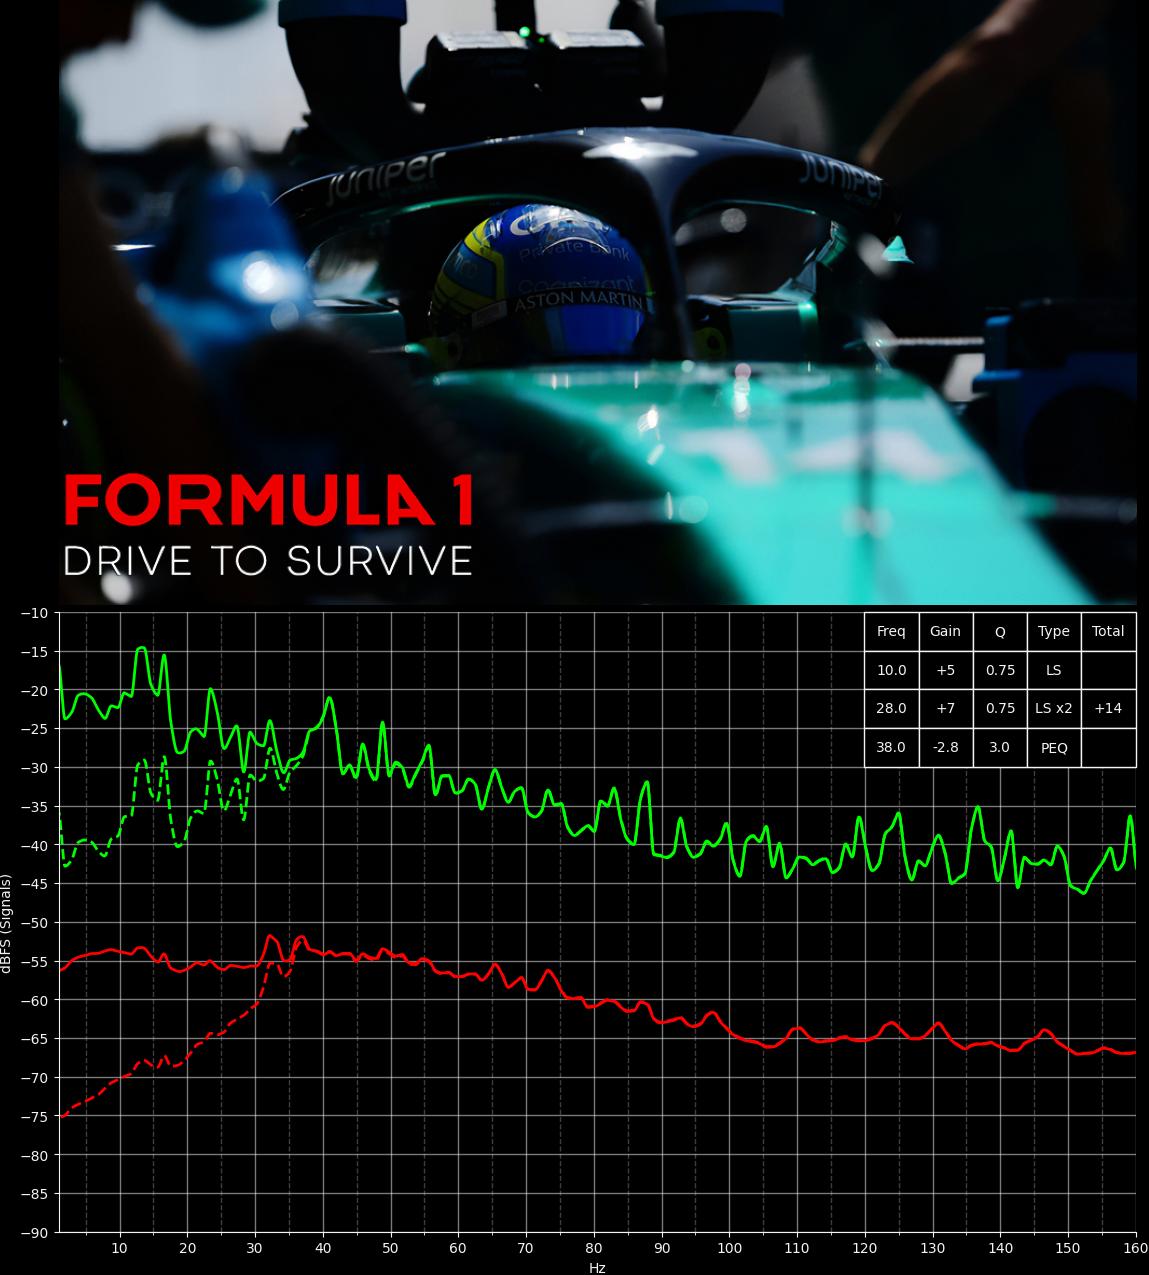 JUNIPER
JUNIPER
Private Bank
Cognizant
ASTON MARTIN
FORMULA 1
DRIVE TO SURVIVE
Freq Gain Q Type Total
10.0 +5 0.75 LS
28.0 +7 0.75 LS x2 +14
38.0 -2.8 3.0 PEQ
−10
−15
−20
−25
−30
−35
−40
−45
−50
−55
−60
−65
−70
−75
−80
−85
−90
dBFS (Signals)
10 20 30 40 50 60 70 80 90 100 110 120 130 140 150 160
Hz